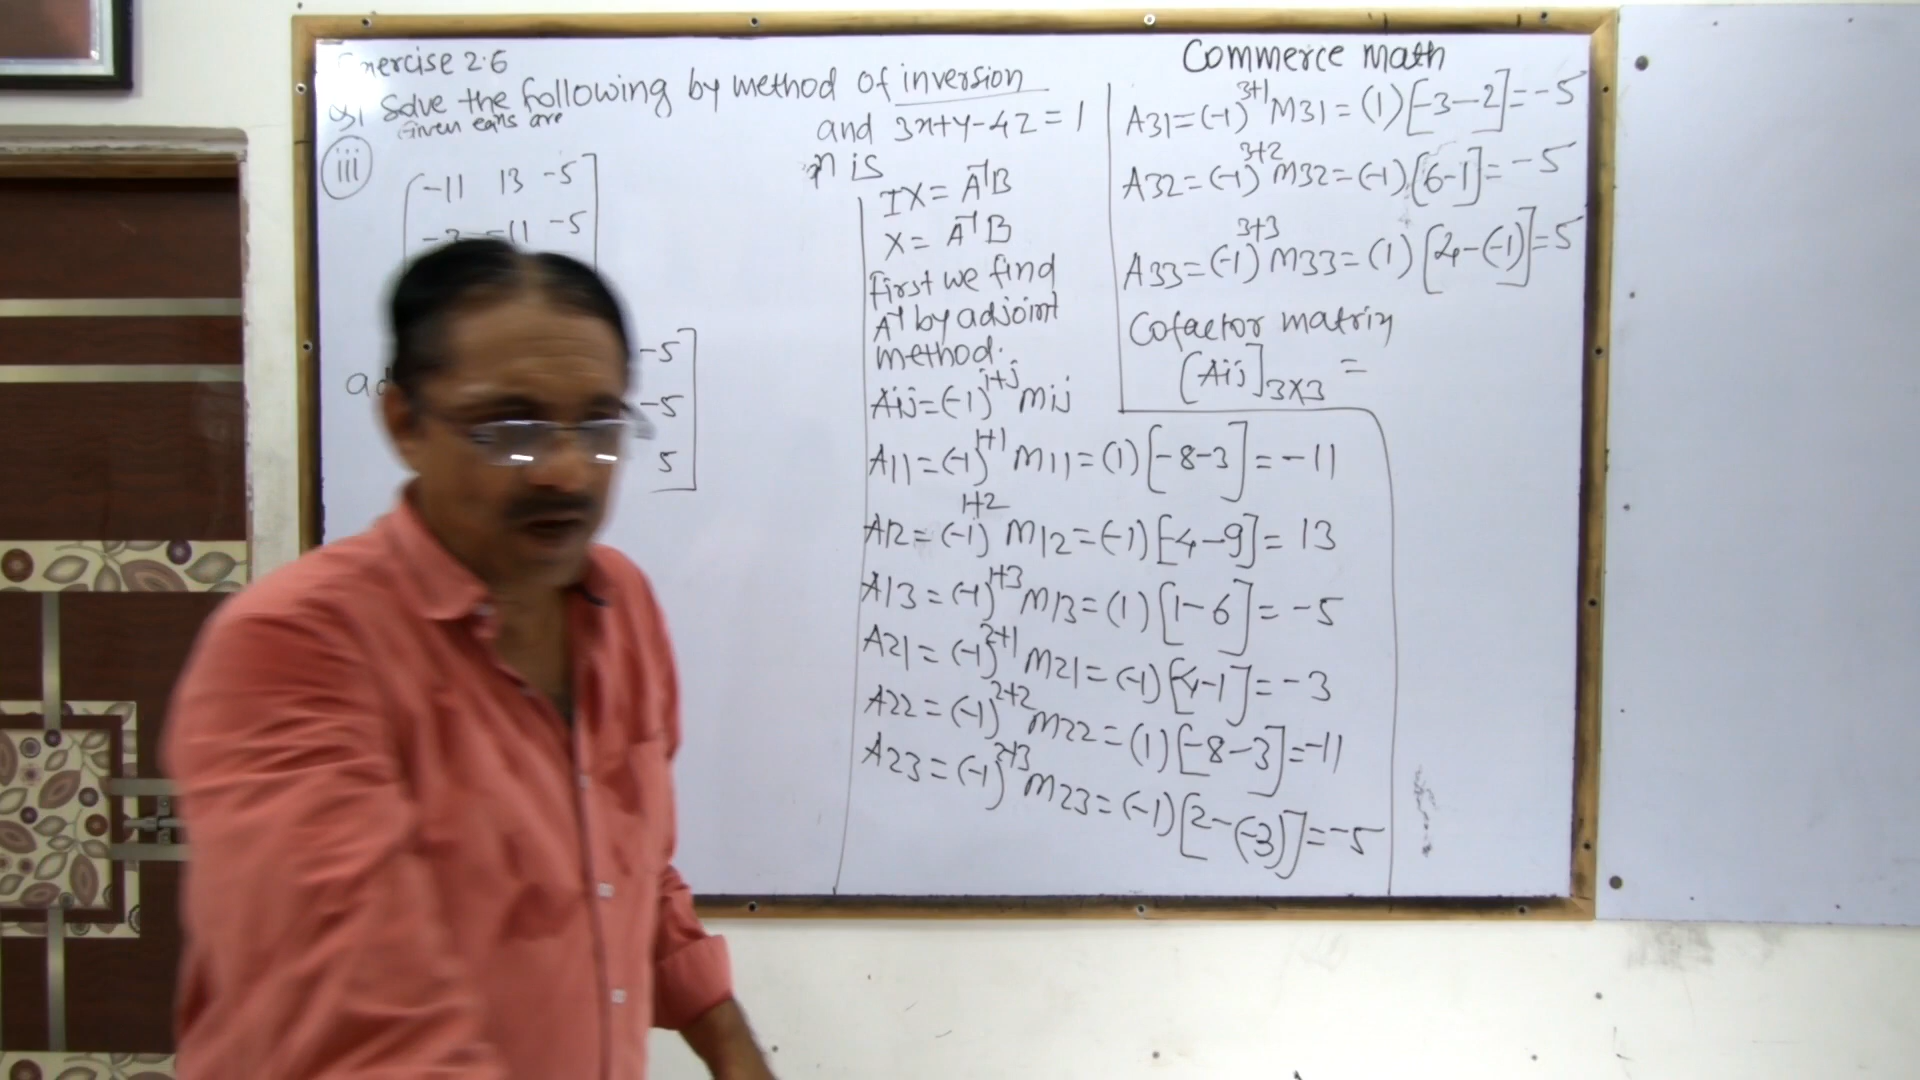 Exercise 2.6
Commerce math
Q1 Solve the following by method of inversion
Given eqns are
and 3x+y-4z=1
iii
-11 13 -5
-3 -11 -5
-5
-5
5
is
IX = A⁻¹B
X = A⁻¹B
First we find
A⁻¹ by adjoint
method.
Aij=(-1)^i+j Mij
A11=(-1)^1+1 M11=(1)[-8-3]=-11
A12=(-1)^1+2 M12=(-1)[-4-9]=13
A13=(-1)^1+3 M13=(1)[1-6]=-5
A21=(-1)^2+1 M21=(-1)[4-1]=-3
A22=(-1)^2+2 M22=(1)[-8-3]=-11
A23=(-1)^2+3 M23=(-1)[2-(-3)]=-5
A31=(-1)^3+1 M31=(1)[-3-2]=-5
A32=(-1)^3+2 M32=(-1)[6-1]=-5
A33=(-1)^3+3 M33=(1)[4-(-1)]=5
Cofactor matrix
[Aij]3x3 =